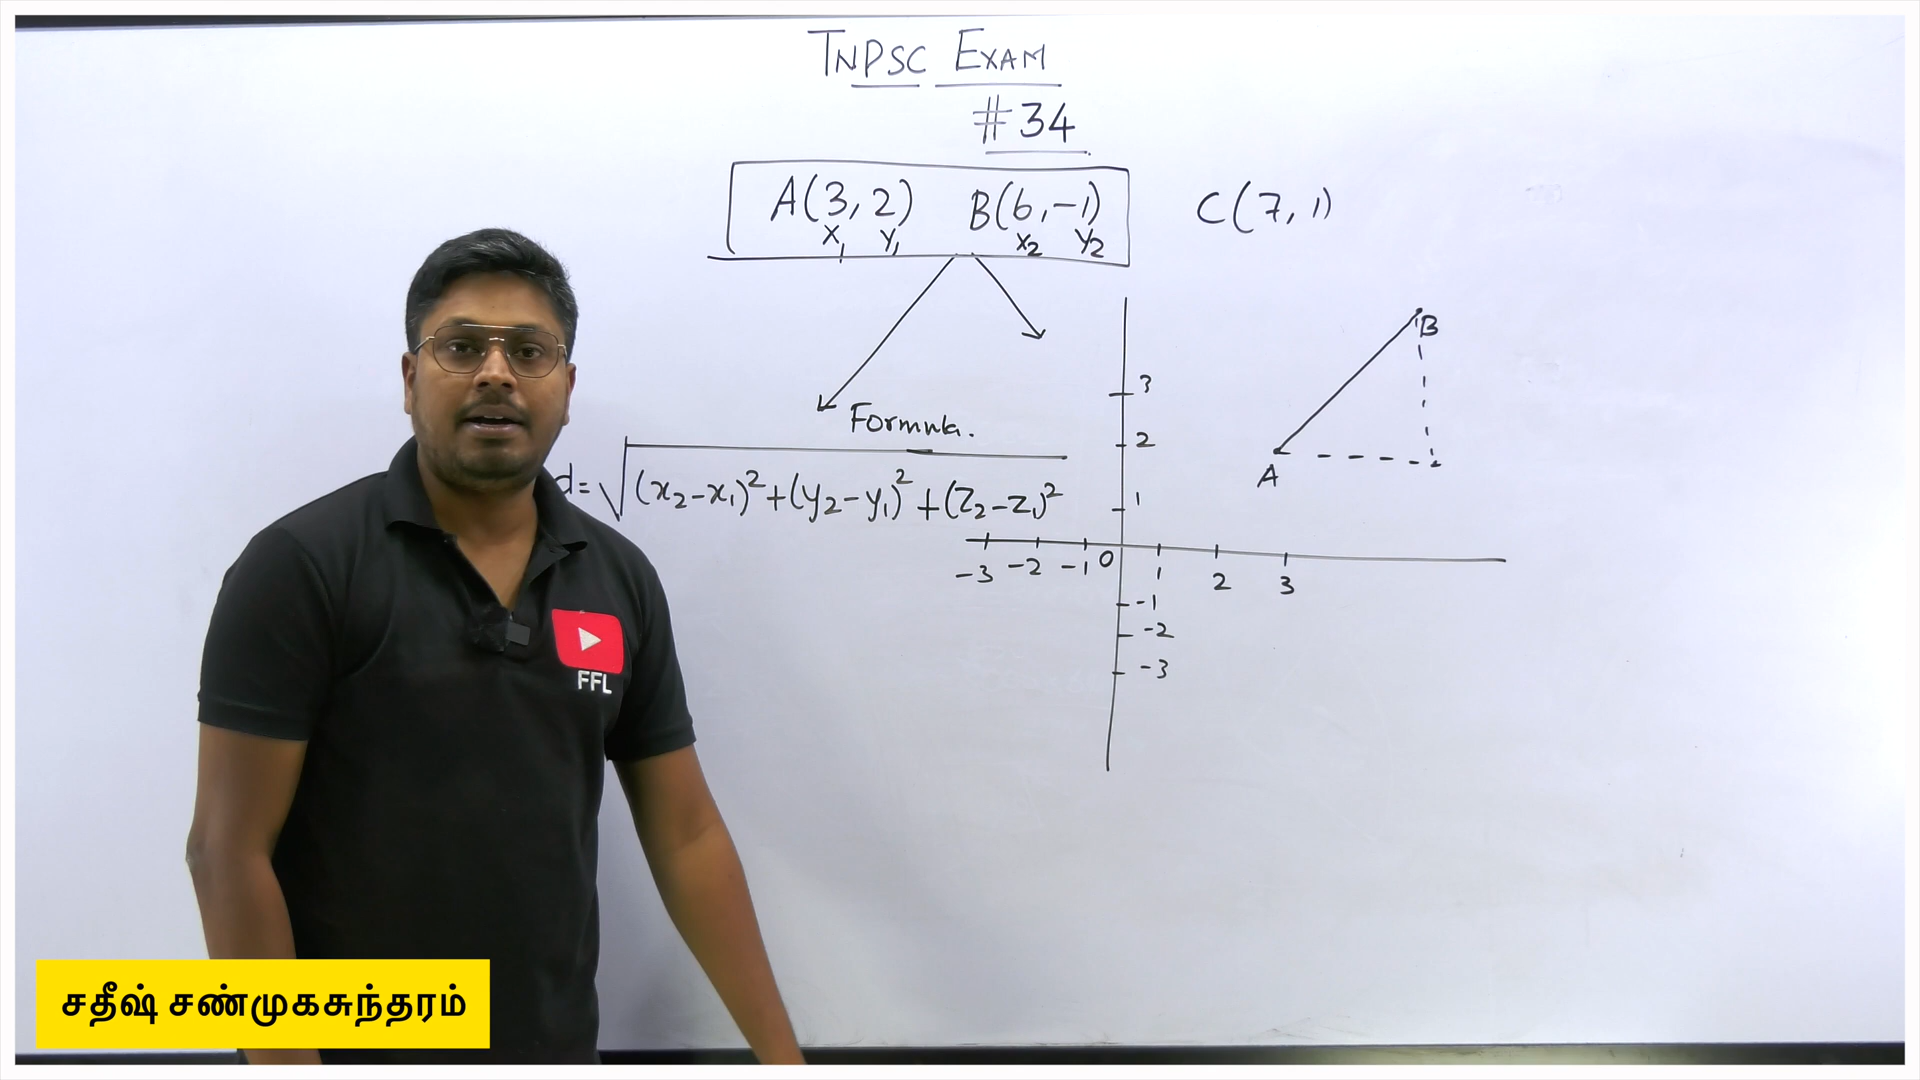 TNPSC EXAM
#34
A(3, 2) B(6, -1) C(7, 1)
x₁ y₁ x₂ y₂
Formula.
d = √(x₂-x₁)²+(y₂-y₁)²+(z₂-z₁)²
B
A
3
2
1
-3 -2 -1 0 1 2 3
-1
-2
-3
FFL
சதீஷ் சண்முகசுந்தரம்